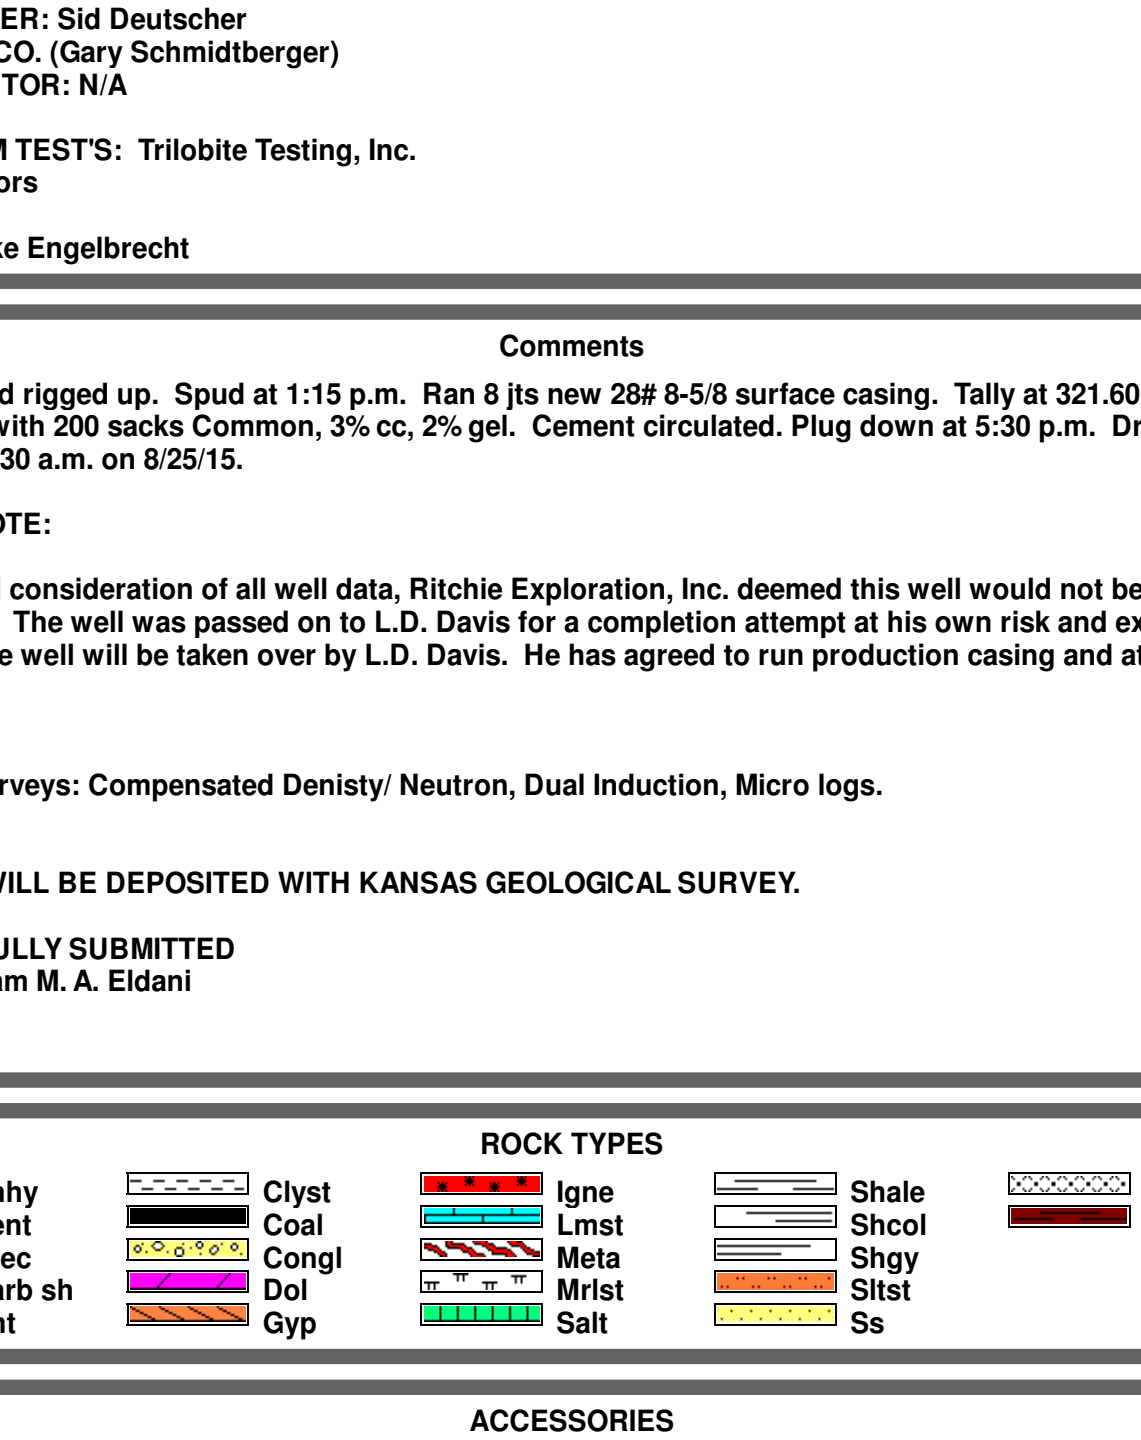 ER: Sid Deutscher
CO. (Gary Schmidtberger)
TOR: N/A
M TEST'S: Trilobite Testing, Inc.
ors
ke Engelbrecht
Comments
d rigged up. Spud at 1:15 p.m. Ran 8 jts new 28# 8-5/8 surface casing. Tally at 321.60
with 200 sacks Common, 3% cc, 2% gel. Cement circulated. Plug down at 5:30 p.m. Dr
30 a.m. on 8/25/15.
OTE:
l consideration of all well data, Ritchie Exploration, Inc. deemed this well would not be
The well was passed on to L.D. Davis for a completion attempt at his own risk and ex
e well will be taken over by L.D. Davis. He has agreed to run production casing and at
rveys: Compensated Denisty/ Neutron, Dual Induction, Micro logs.
WILL BE DEPOSITED WITH KANSAS GEOLOGICAL SURVEY.
ULLY SUBMITTED
am M. A. Eldani
ROCK TYPES
hy Clyst Igne Shale
ent Coal Lmst Shcol
ec Congl Meta Shgy
arb sh Dol Mrlst Sltst
ht Gyp Salt Ss
ACCESSORIES